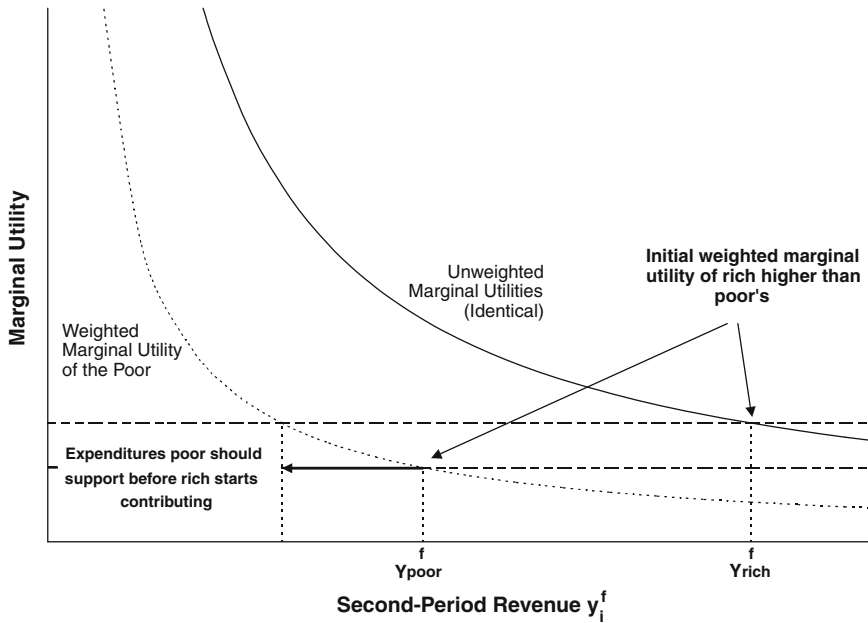 Marginal Utility
Unweighted
Marginal Utilities
(Identical)
Initial weighted marginal
utility of rich higher than
poor's
Weighted
Marginal Utility
of the Poor
Expenditures poor should
support before rich starts
contributing
f
Ypoor
f
Yrich
Second-Period Revenue y_i^f